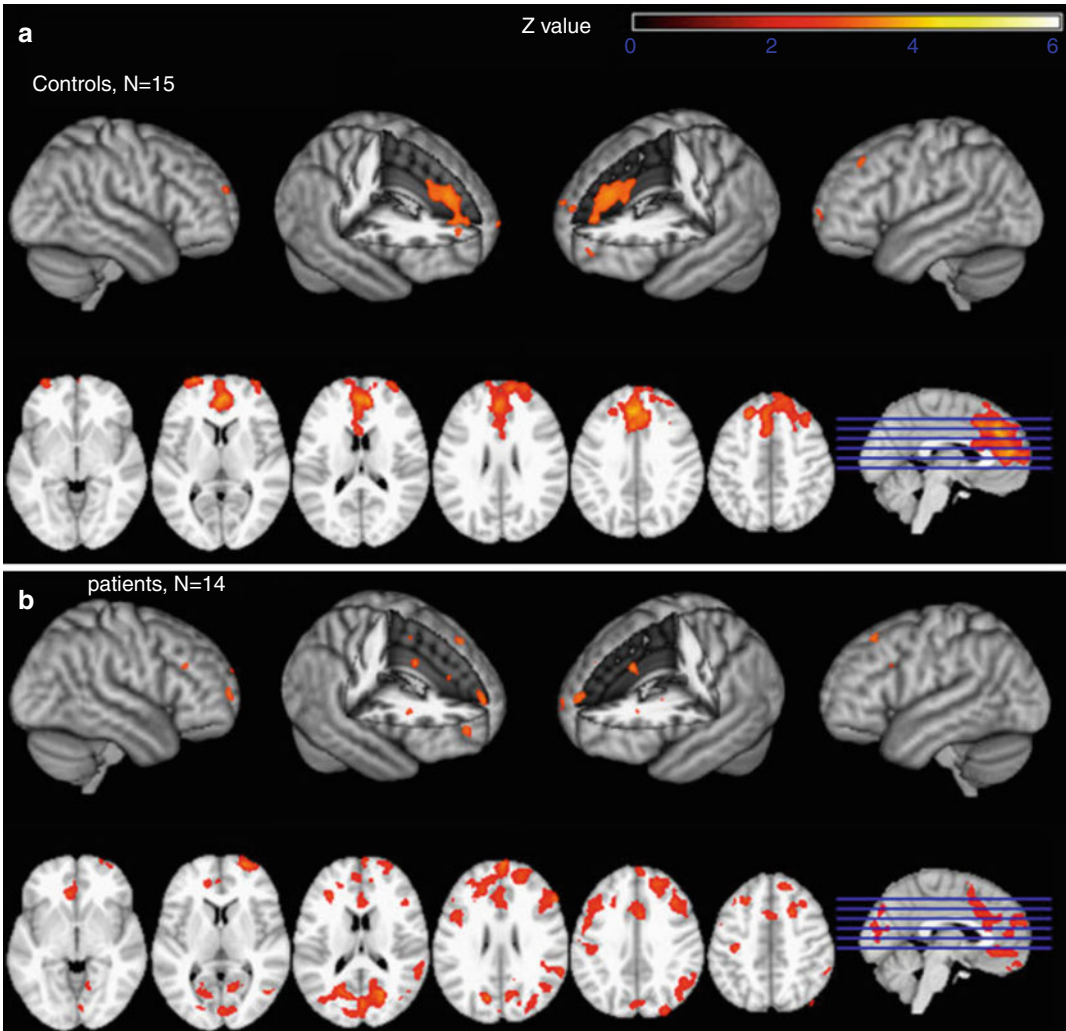 a
Z value
0 2 4 6
Controls, N=15
b
patients, N=14